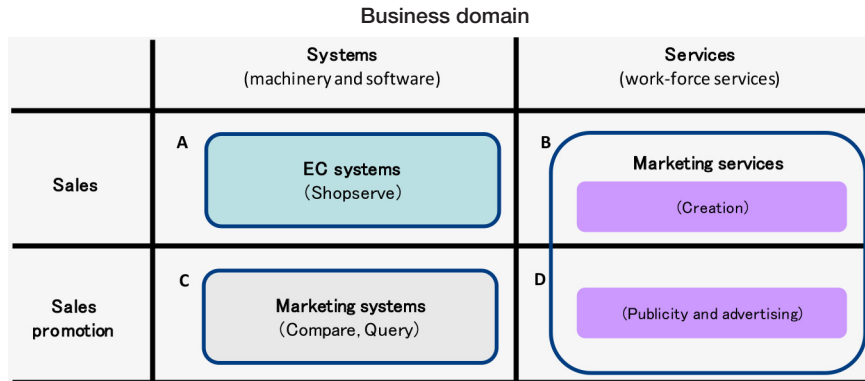 Business domain
Systems
(machinery and software)
Services
(work-force services)
Sales
A
EC systems
(Shopserve)
B
Marketing services
(Creation)
Sales
promotion
C
Marketing systems
(Compare, Query)
D
(Publicity and advertising)